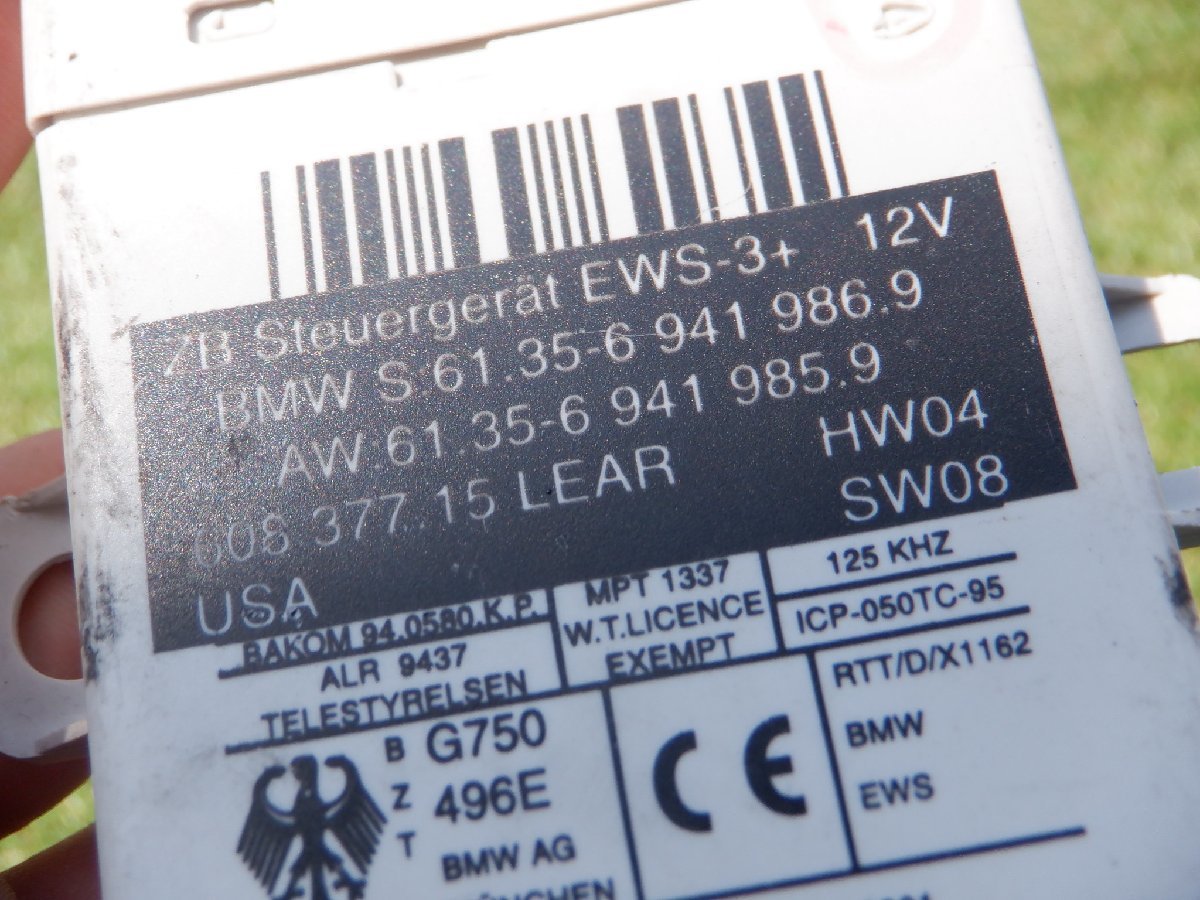 ZB Steuergerät EWS-3+ 12V
BMW S:61.35-6 941 986.9
AW:61.35-6 941 985.9
608 377.15 LEAR HW04
USA SW08
BAKOM 94.0580.K.P.
ALR 9437
TELESTYRELSEN
MPT 1337
W.T.LICENCE
EXEMPT
125 KHZ
ICP-050TC-95
B Z T
G750
496E
BMW AG
MÜNCHEN
CE
RTT/D/X1162
BMW
EWS